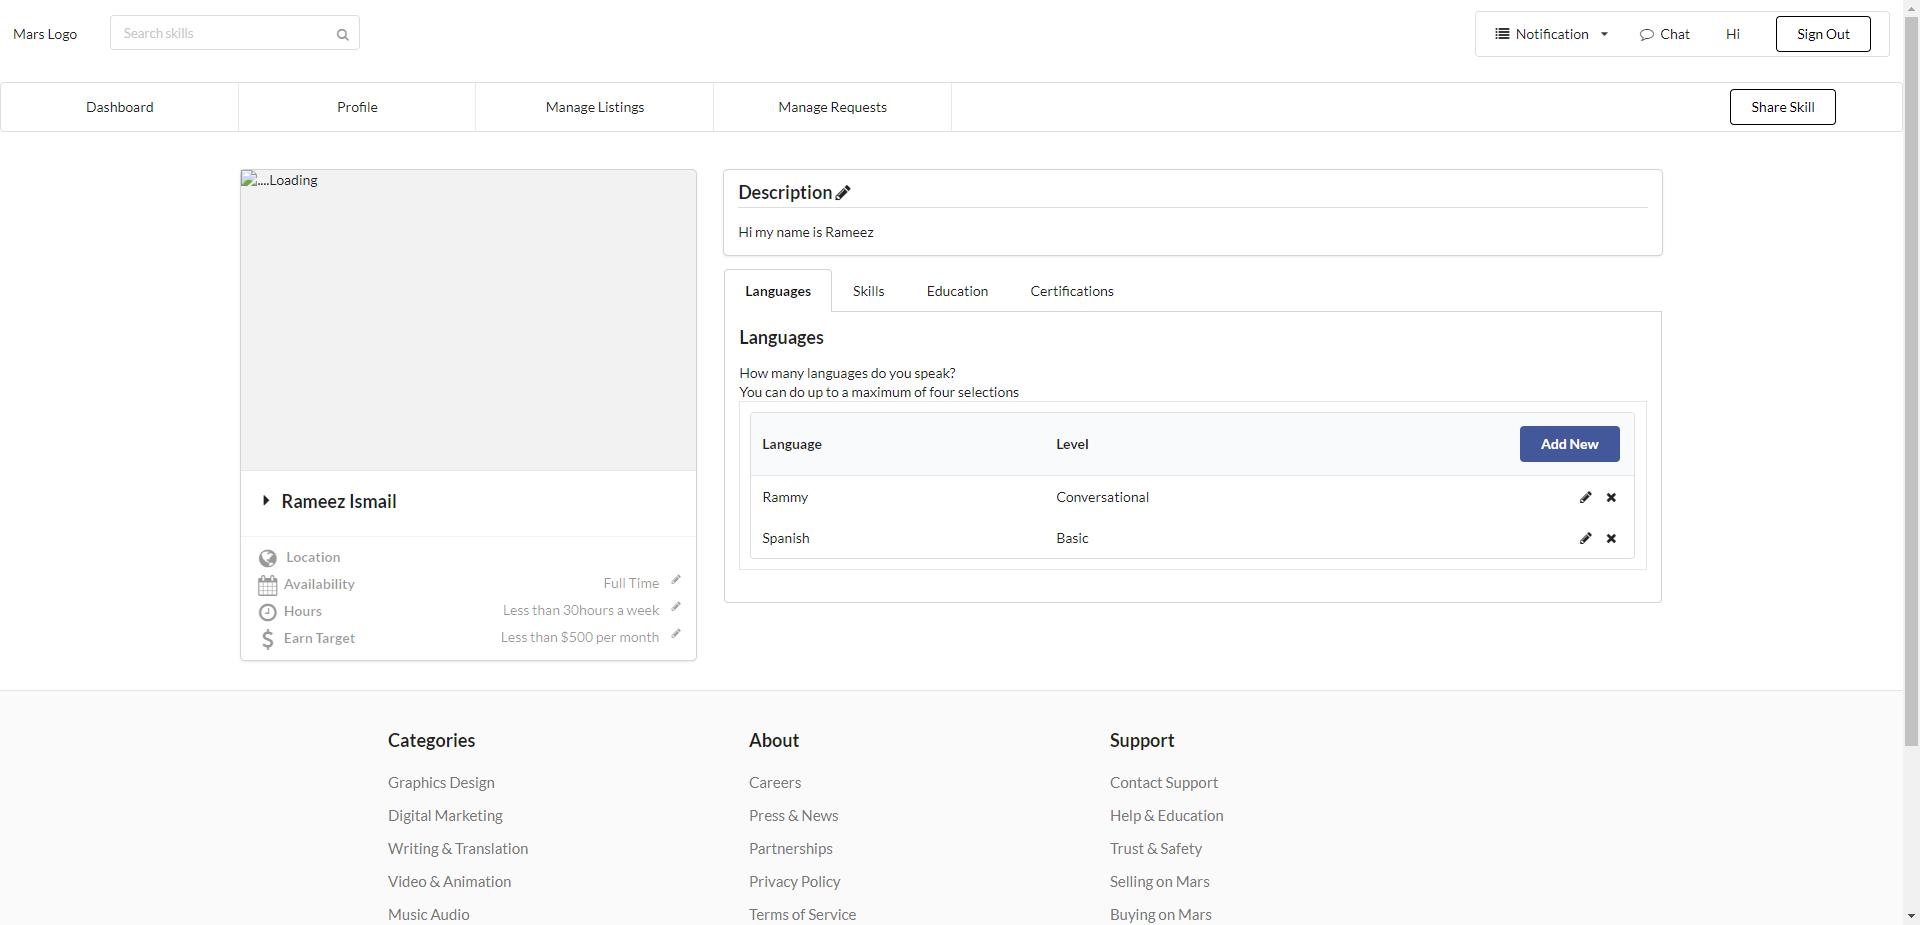 Mars Logo
Search skills
Notification
Chat
Hi
Sign Out
Dashboard
Profile
Manage Listings
Manage Requests
Share Skill
....Loading
Rameez Ismail
Location
Availability
Full Time
Hours
Less than 30hours a week
Earn Target
Less than $500 per month
Description
Hi my name is Rameez
Languages
Skills
Education
Certifications
Languages
How many languages do you speak?
You can do up to a maximum of four selections
Language
Level
Add New
Rammy
Conversational
Spanish
Basic
Categories
Graphics Design
Digital Marketing
Writing & Translation
Video & Animation
Music Audio
About
Careers
Press & News
Partnerships
Privacy Policy
Terms of Service
Support
Contact Support
Help & Education
Trust & Safety
Selling on Mars
Buying on Mars